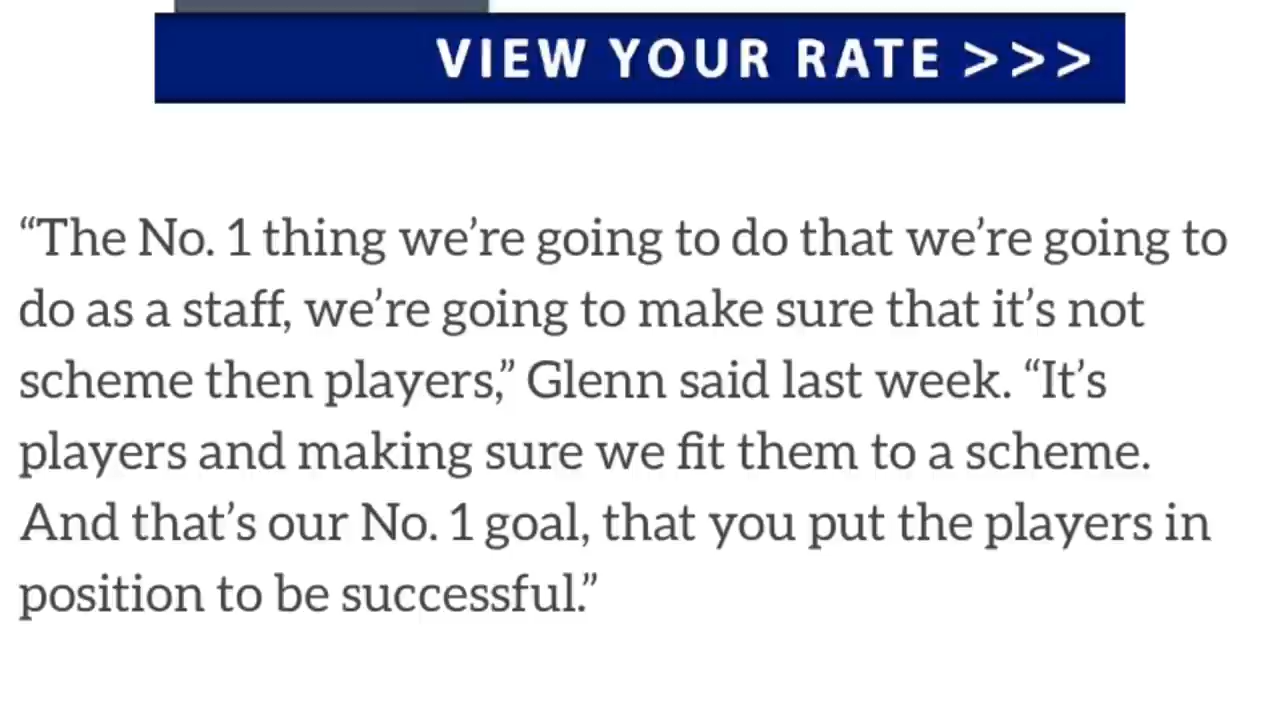 VIEW YOUR RATE >>>
“The No. 1 thing we’re going to do that we’re going to
do as a staff, we’re going to make sure that it’s not
scheme then players,” Glenn said last week. “It’s
players and making sure we fit them to a scheme.
And that’s our No. 1 goal, that you put the players in
position to be successful.”